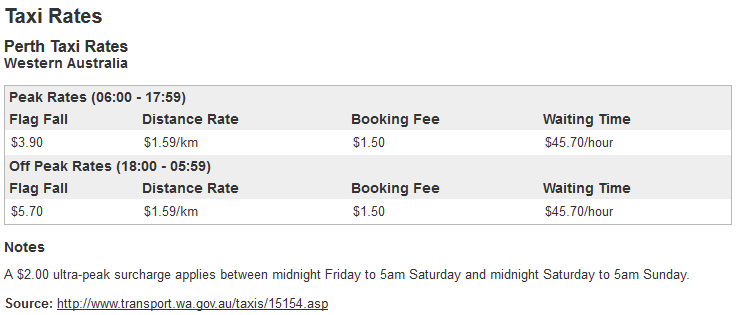 Taxi Rates
Perth Taxi Rates
Western Australia
Peak Rates (06:00 - 17:59)
Flag Fall Distance Rate Booking Fee Waiting Time
$3.90 $1.59/km $1.50 $45.70/hour
Off Peak Rates (18:00 - 05:59)
Flag Fall Distance Rate Booking Fee Waiting Time
$5.70 $1.59/km $1.50 $45.70/hour
Notes
A $2.00 ultra-peak surcharge applies between midnight Friday to 5am Saturday and midnight Saturday to 5am Sunday.
Source: http://www.transport.wa.gov.au/taxis/15154.asp